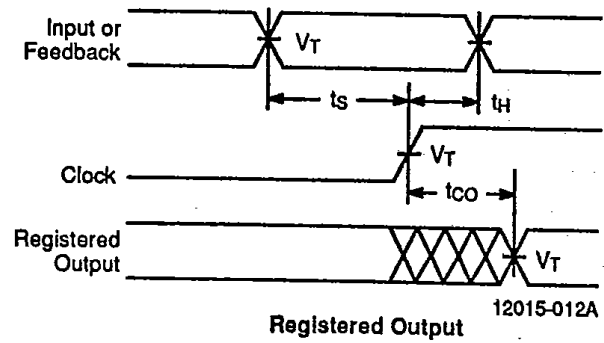 Input or
Feedback
VT
tS
tH
Clock
VT
tCO
Registered
Output
VT
12015-012A
Registered Output